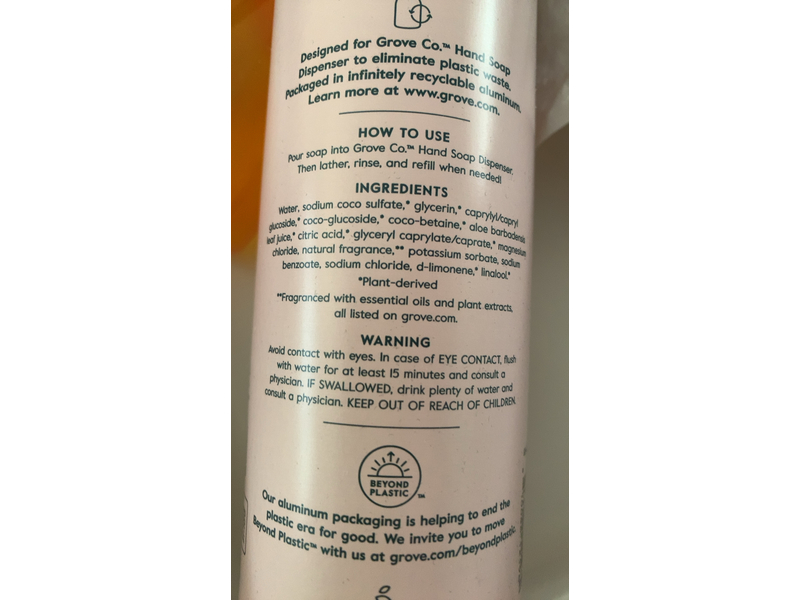 Designed for Grove Co.™ Hand Soap
Dispenser to eliminate plastic waste.
Packaged in infinitely recyclable aluminum.
Learn more at www.grove.com.
HOW TO USE
Pour soap into Grove Co.™ Hand Soap Dispenser.
Then lather, rinse, and refill when needed!
INGREDIENTS
Water, sodium coco sulfate,* glycerin,* caprylyl/capryl
glucoside,* coco-glucoside,* coco-betaine,* aloe barbadensis
leaf juice,* citric acid,* glyceryl caprylate/caprate,* magnesium
chloride, natural fragrance,** potassium sorbate, sodium
benzoate, sodium chloride, d-limonene,* linalool.*
*Plant-derived
**Fragranced with essential oils and plant extracts,
all listed on grove.com.
WARNING
Avoid contact with eyes. In case of EYE CONTACT, flush
with water for at least 15 minutes and consult a
physician. IF SWALLOWED, drink plenty of water and
consult a physician. KEEP OUT OF REACH OF CHILDREN.
BEYOND
PLASTIC™
Our aluminum packaging is helping to end the
plastic era for good. We invite you to move
Beyond Plastic™ with us at grove.com/beyondplastic.